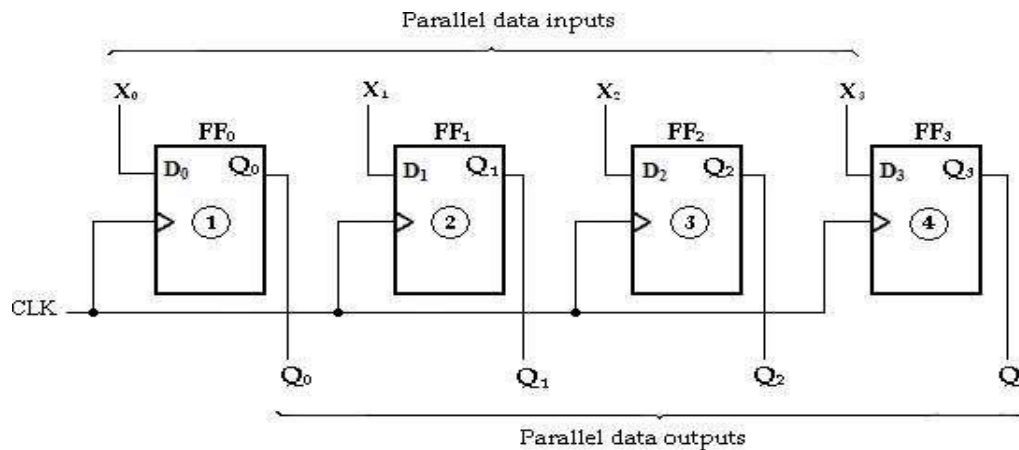 Parallel data inputs
X₀ X₁ X₂ X₃
FF₀ FF₁ FF₂ FF₃
D₀ Q₀ D₁ Q₁ D₂ Q₂ D₃ Q₃
1 2 3 4
CLK
Q₀ Q₁ Q₂ Q
Parallel data outputs